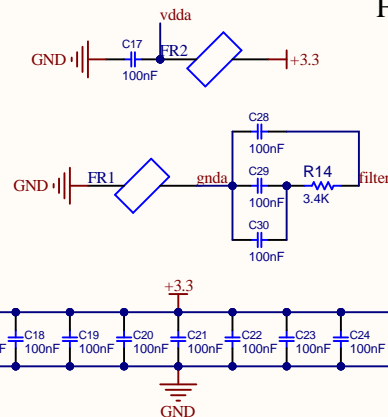 F
vdda
C17
FR2
GND
+3.3
100nF
C28
100nF
FR1
gnda
C29
R14
filter
GND
100nF
3.4K
C30
100nF
+3.3
C18 C19 C20 C21 C22 C23 C24
F 100nF 100nF 100nF 100nF 100nF 100nF 100nF
GND